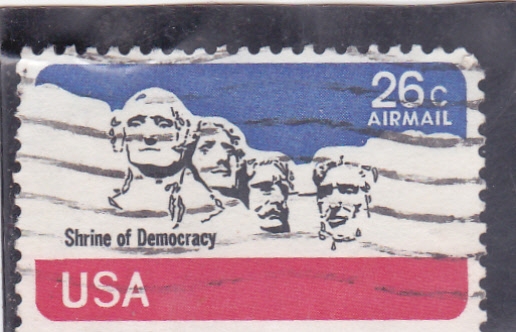 26c
AIRMAIL
Shrine of Democracy
USA